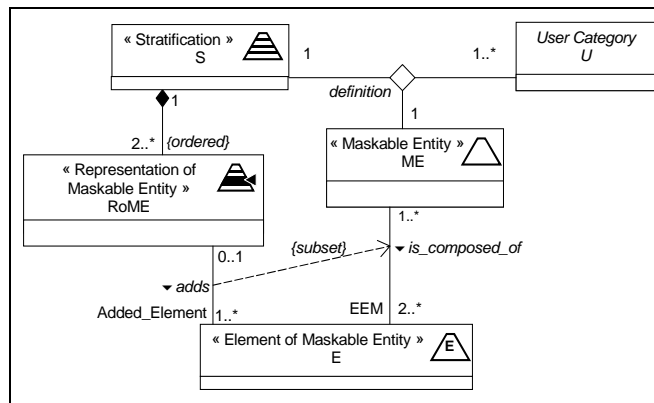 « Stratification »
S
1
definition
1..*
User Category
U
1
1
2..*
{ordered}
« Maskable Entity »
ME
« Representation of
Maskable Entity »
RoME
1..*
0..1
{subset}
is_composed_of
adds
Added_Element
1..*
EEM
2..*
« Element of Maskable Entity »
E
E